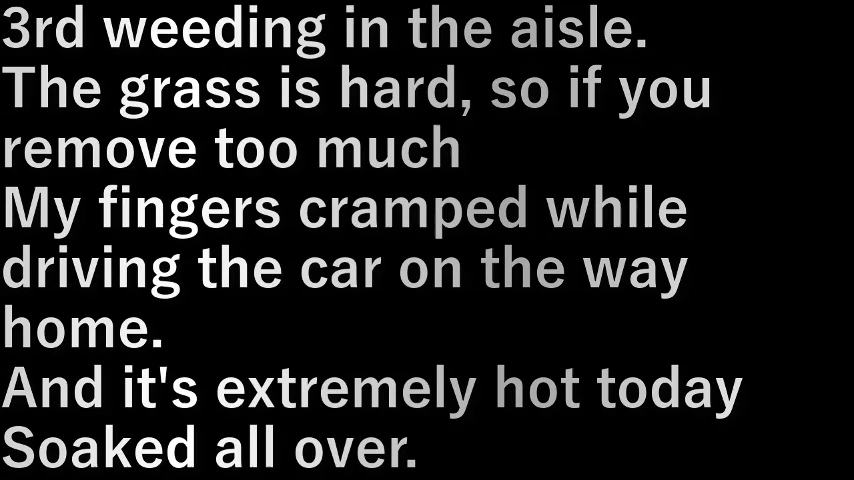 3rd weeding in the aisle.
The grass is hard, so if you
remove too much
My fingers cramped while
driving the car on the way
home.
And it's extremely hot today
Soaked all over.